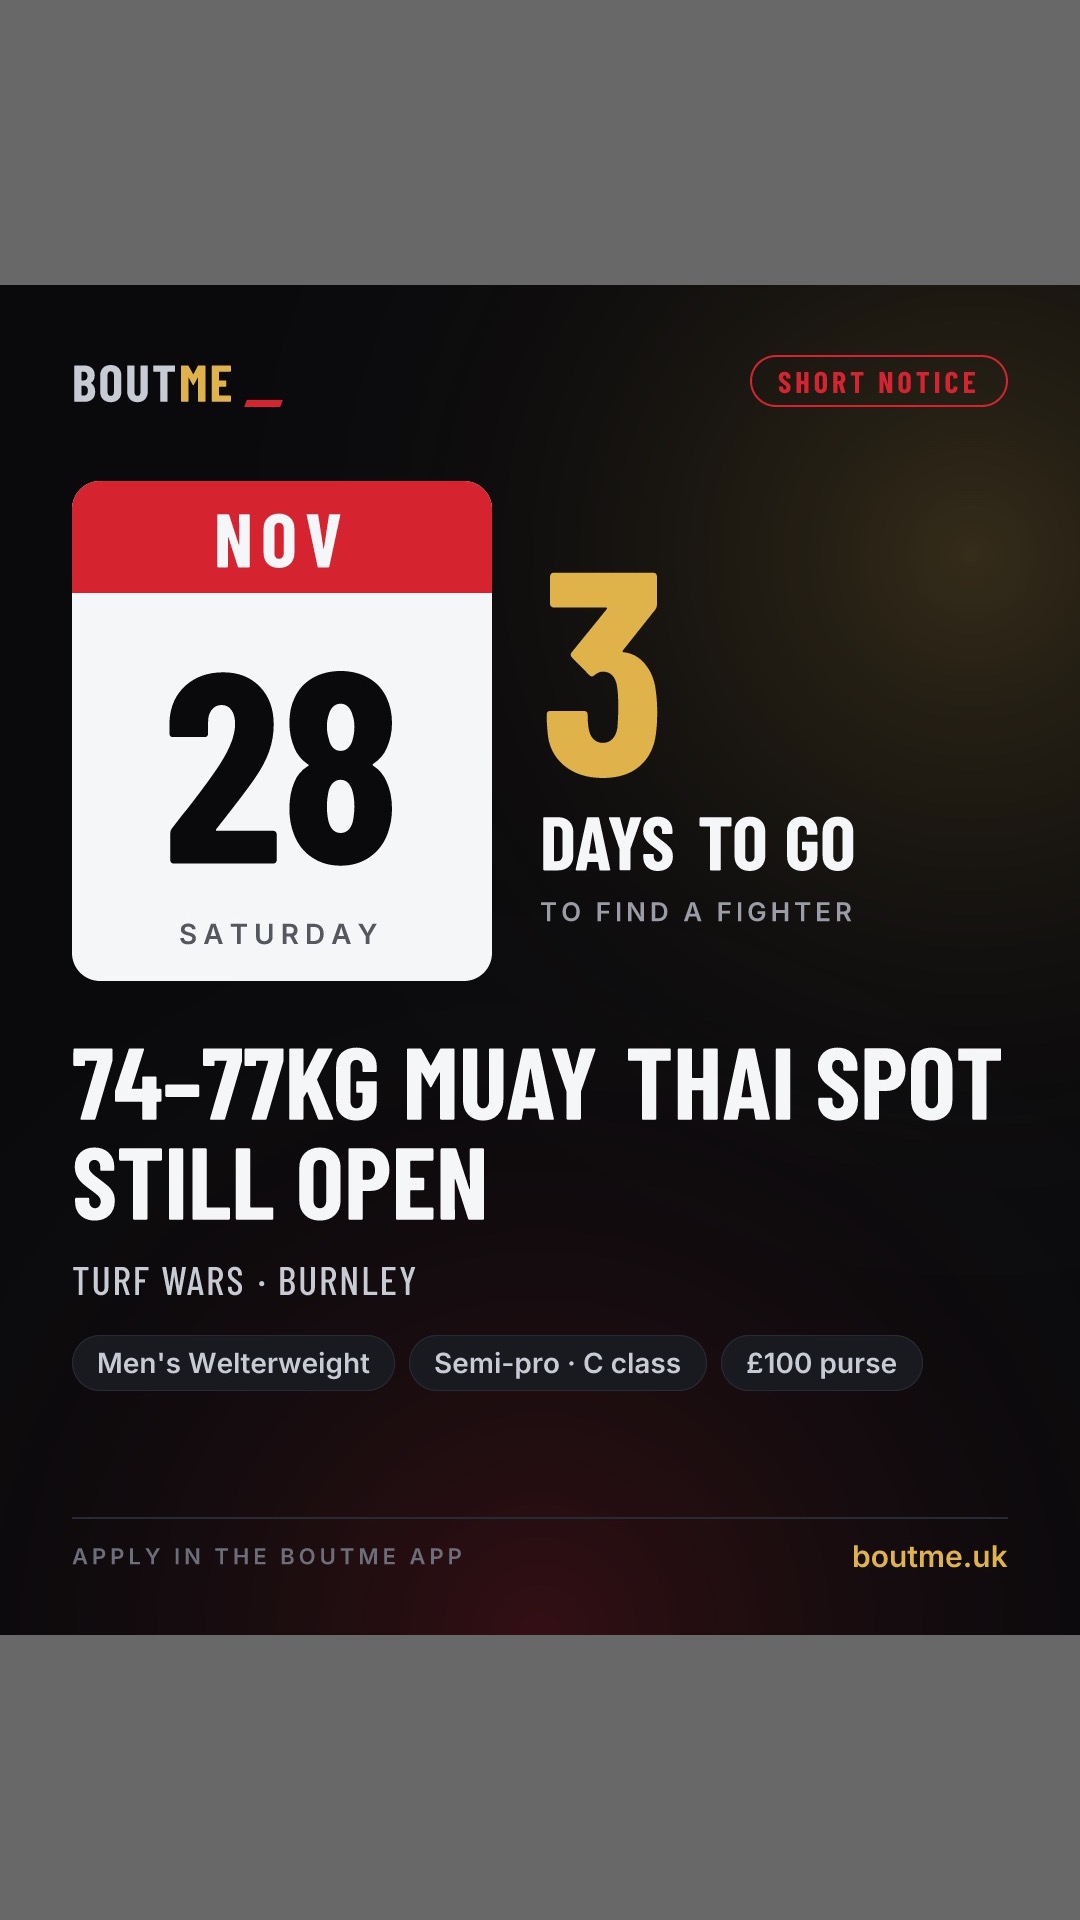 BOUTME
SHORT NOTICE
NOV
28
SATURDAY
3
DAYS TO GO
TO FIND A FIGHTER
74–77KG MUAY THAI SPOT
STILL OPEN
TURF WARS · BURNLEY
Men's Welterweight
Semi-pro · C class
£100 purse
APPLY IN THE BOUTME APP
boutme.uk